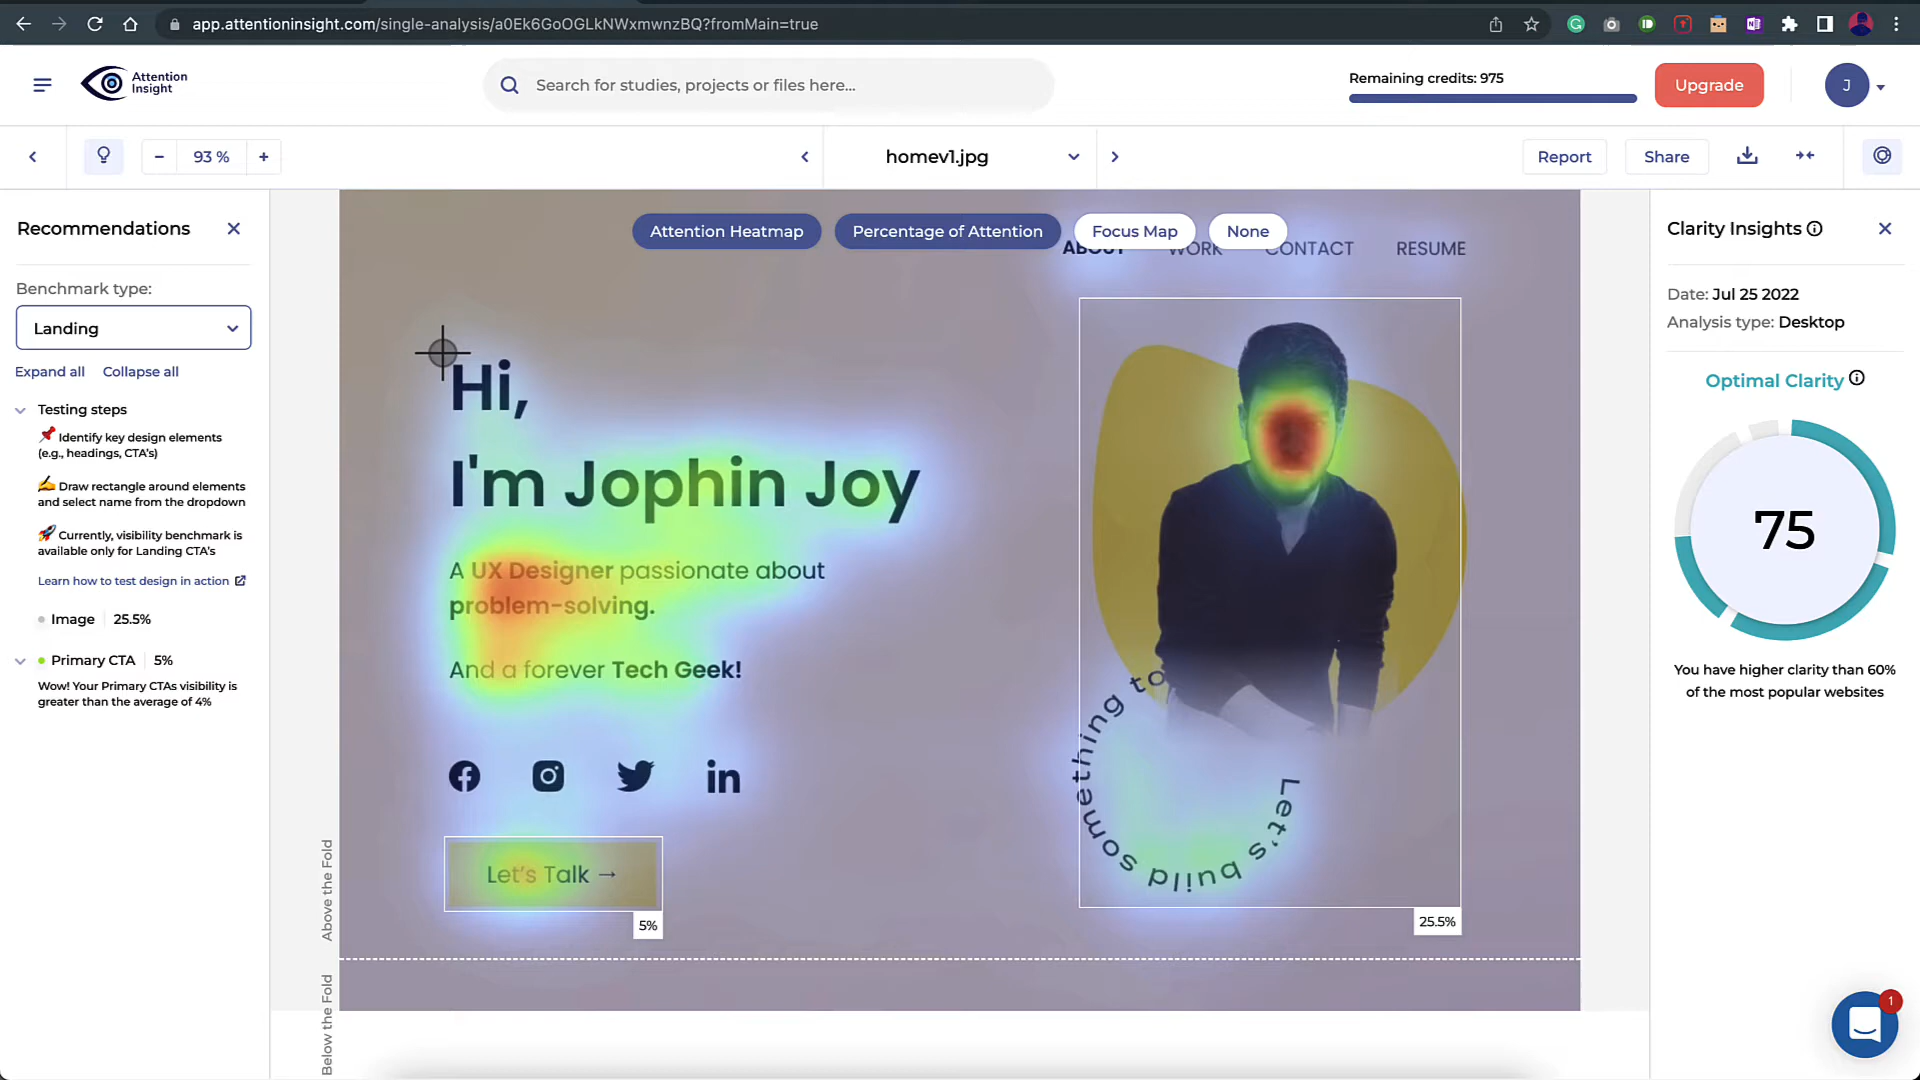 app.attentioninsight.com/single-analysis/a0Ek6GoOGLkNWxmwnzBQ?fromMain=true
Attention
Insight
Search for studies, projects or files here...
Remaining credits: 975
Upgrade
J
93 %
homev1.jpg
Report
Share
Recommendations
Benchmark type:
Landing
Expand all
Collapse all
Testing steps
Identify key design elements
(e.g., headings, CTA's)
Draw rectangle around elements
and select name from the dropdown
Currently, visibility benchmark is
available only for Landing CTA's
Learn how to test design in action
Image
25.5%
Primary CTA
5%
Wow! Your Primary CTAs visibility is
greater than the average of 4%
Above the Fold
Below the Fold
Attention Heatmap
Percentage of Attention
Focus Map
None
ABOUT
WORK
CONTACT
RESUME
Hi,
I'm Jophin Joy
A UX Designer passionate about
problem-solving.
And a forever Tech Geek!
in
Let's Talk →
5%
Let's build something to
25.5%
Clarity Insights
Date: Jul 25 2022
Analysis type: Desktop
Optimal Clarity
75
You have higher clarity than 60%
of the most popular websites
1